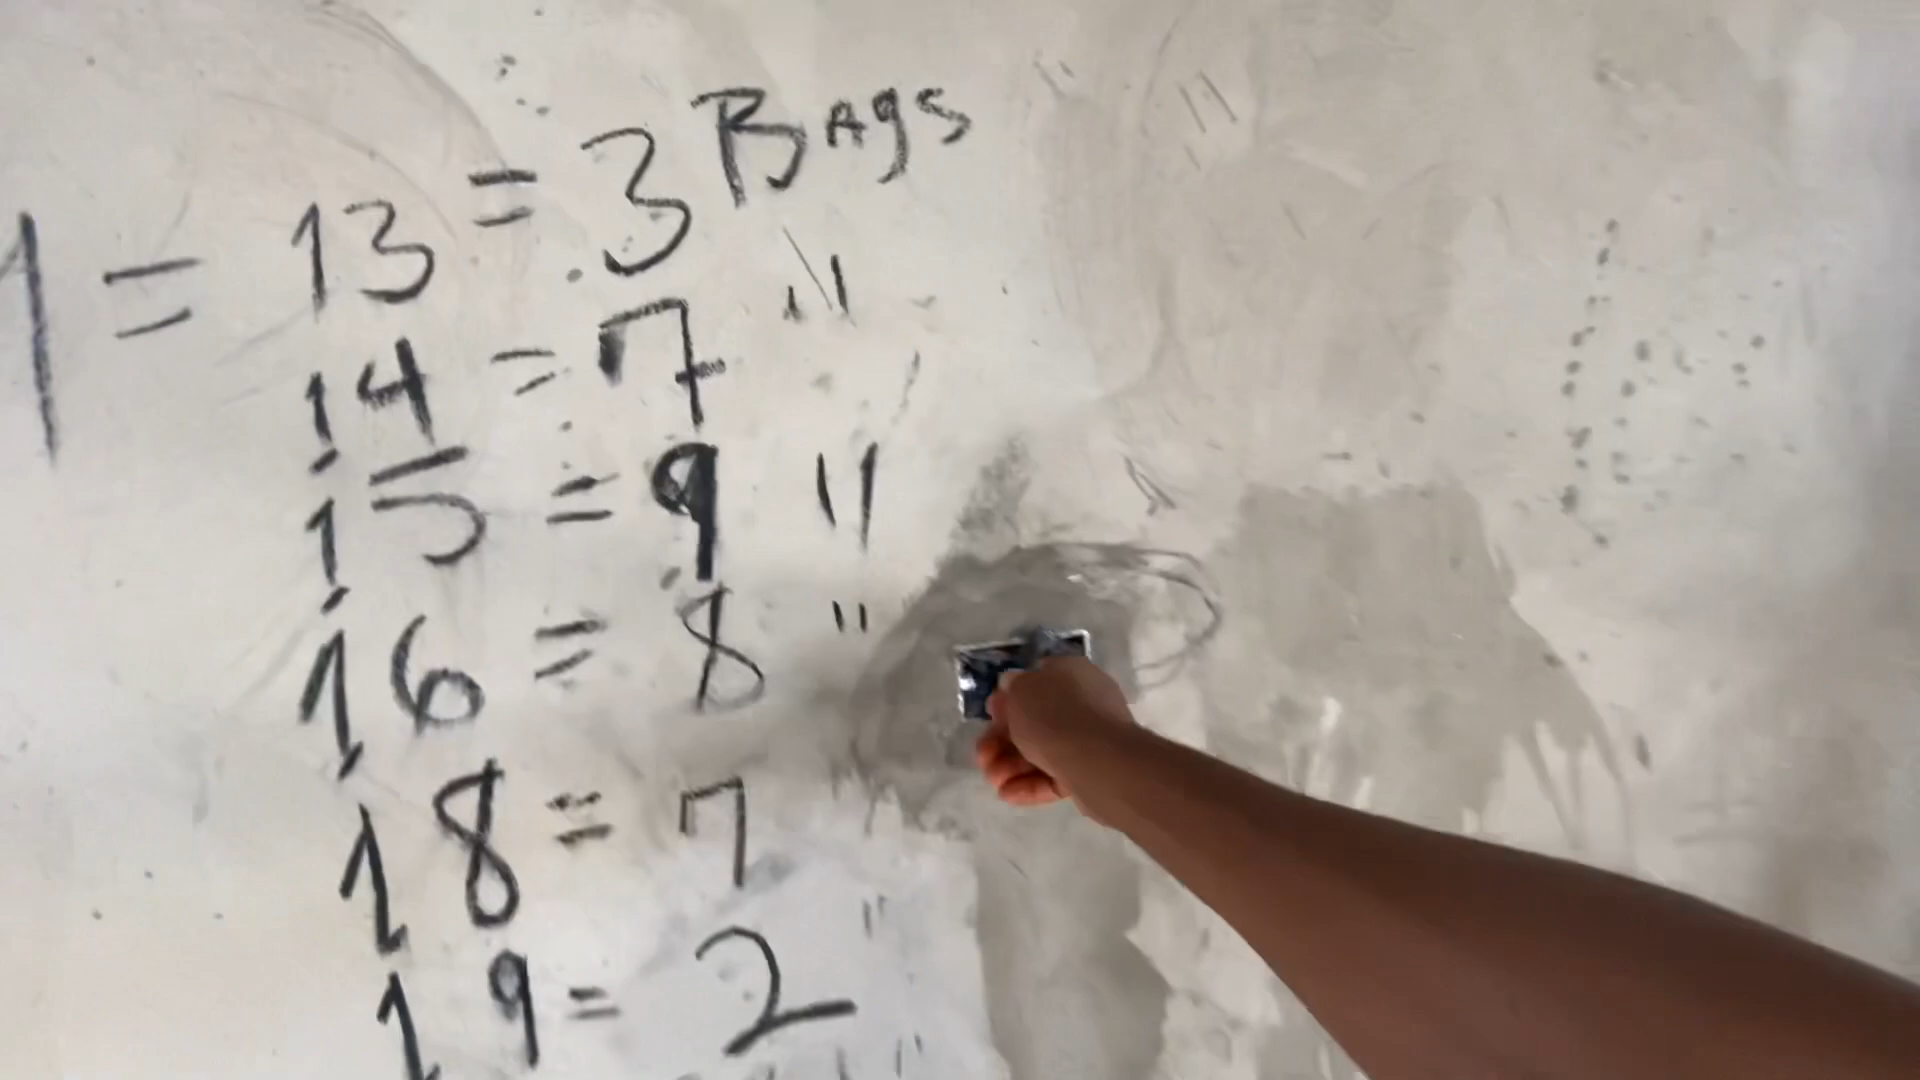 1 = 13 = 3 Bags
14 = 7 "
15 = 9 "
16 = 8 "
18 = 7
19 = 2 "